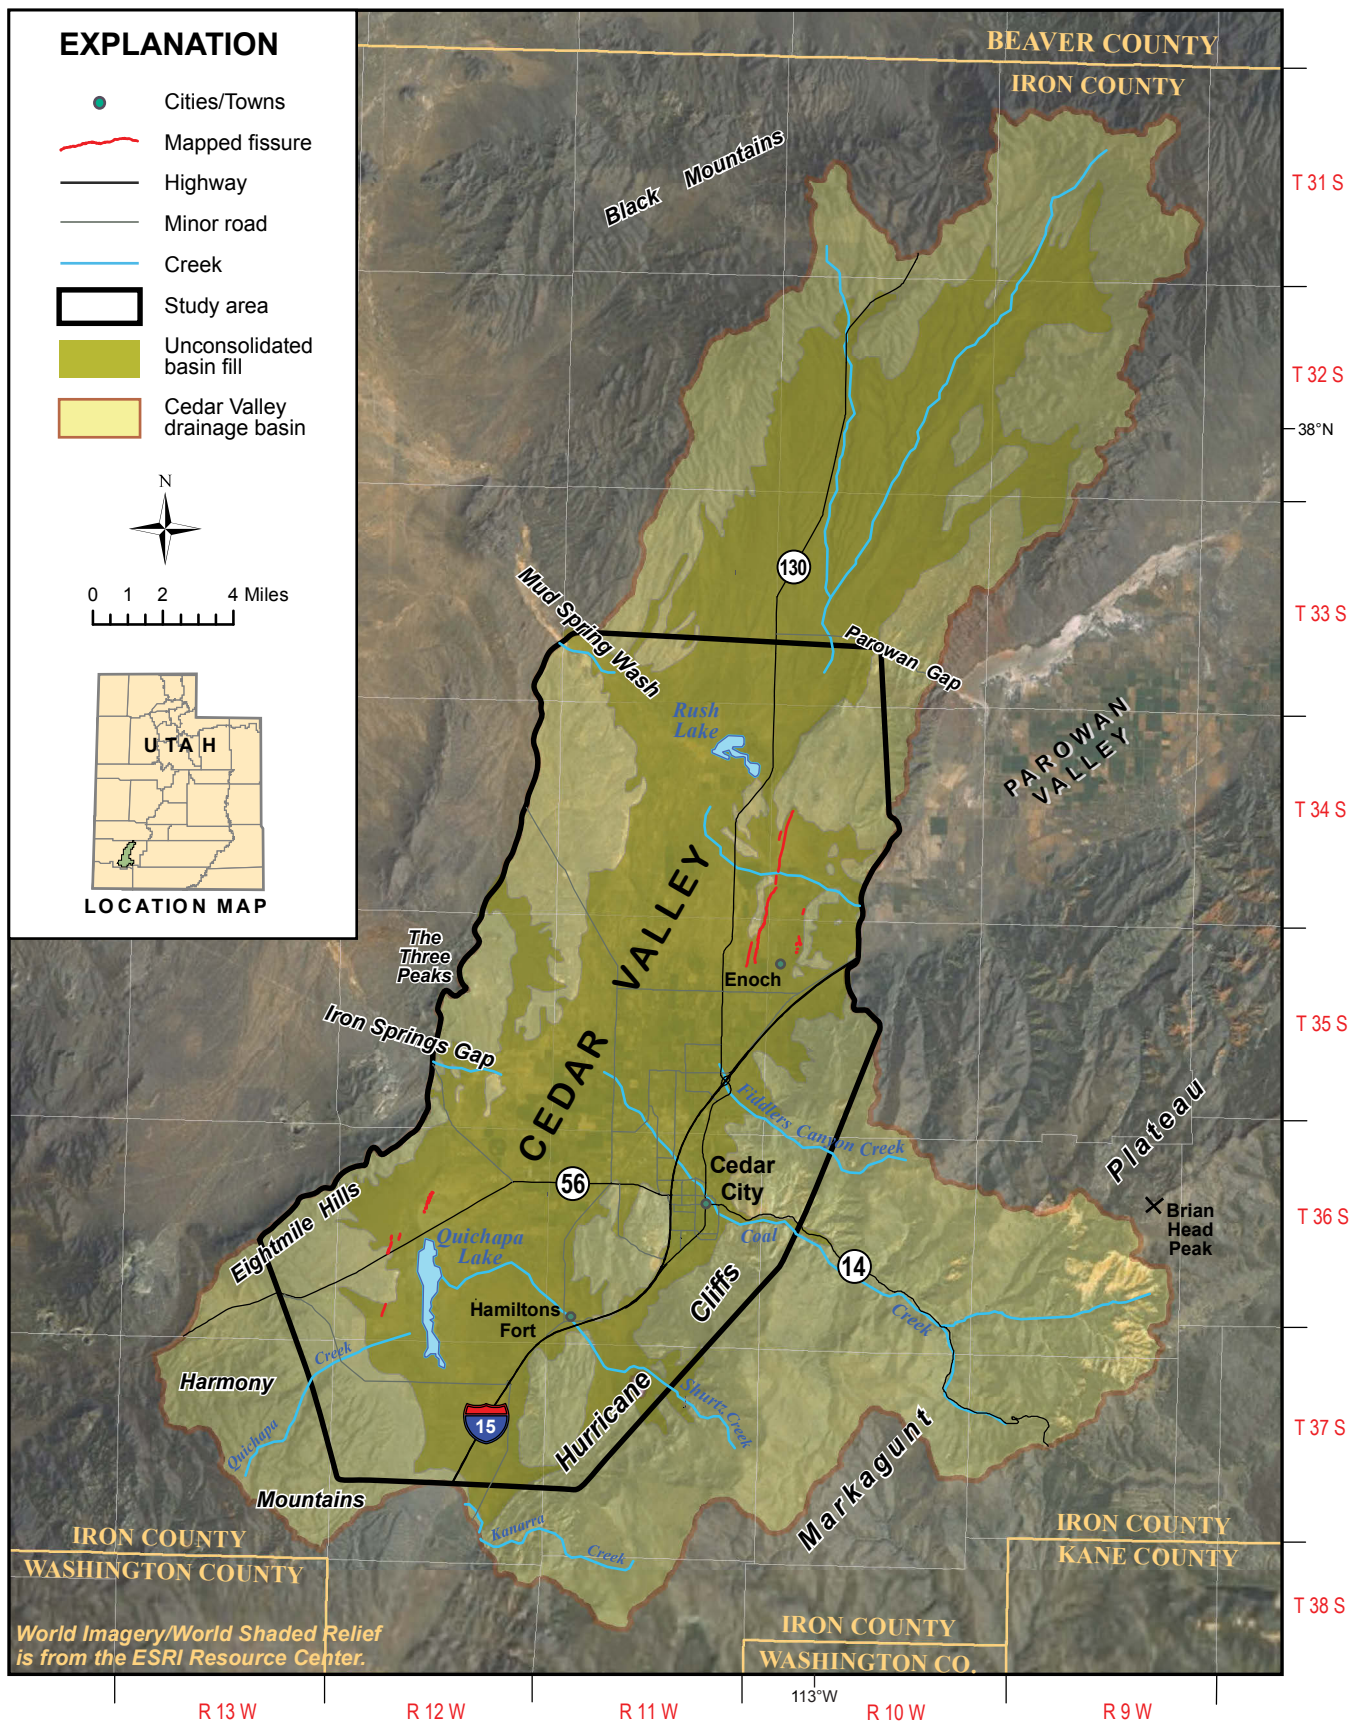 EXPLANATION
Cities/Towns
Mapped fissure
Highway
Minor road
Creek
Study area
Unconsolidated
basin fill
Cedar Valley
drainage basin
N
0 1 2 4 Miles
UTAH
LOCATION MAP
BEAVER COUNTY
IRON COUNTY
Black Mountains
T 31 S
T 32 S
38°N
130
Mud Spring Wash
Parowan Gap
T 33 S
Rush
Lake
PAROWAN
VALLEY
T 34 S
CEDAR VALLEY
The
Three
Peaks
Enoch
Iron Springs Gap
T 35 S
Fiddlers Canyon Creek
Markagunt Plateau
Cedar
City
56
Brian
Head
Peak
T 36 S
Eightmile Hills
Quichapa
Lake
Coal Creek
14
Hamiltons
Fort
Hurricane Cliffs
Quichapa Creek
Harmony
Mountains
Shurtz Creek
15
T 37 S
Kanarra Creek
IRON COUNTY
WASHINGTON COUNTY
IRON COUNTY
KANE COUNTY
T 38 S
IRON COUNTY
WASHINGTON CO.
World Imagery/World Shaded Relief
is from the ESRI Resource Center.
113°W
R 13 W
R 12 W
R 11 W
R 10 W
R 9 W